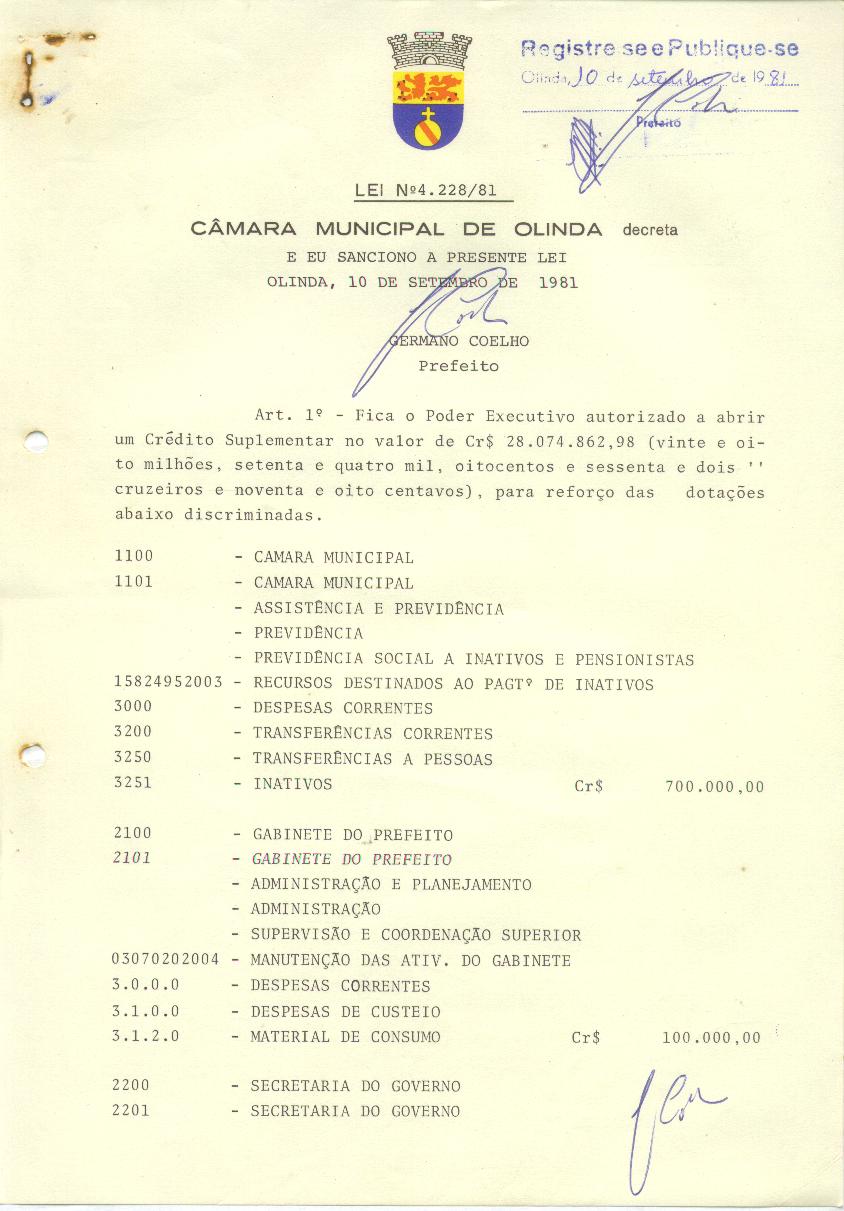 Registre se e Publique-se
Olinda, 10 de setembro de 1981
Prefeito
LEI Nº4.228/81
CÂMARA MUNICIPAL DE OLINDA decreta
E EU SANCIONO A PRESENTE LEI
OLINDA, 10 DE SETEMBRO DE 1981
GERMANO COELHO
Prefeito
Art. 1º - Fica o Poder Executivo autorizado a abrir
um Crédito Suplementar no valor de Cr$ 28.074.862,98 (vinte e oi-
to milhões, setenta e quatro mil, oitocentos e sessenta e dois ''
cruzeiros e noventa e oito centavos), para reforço das dotações
abaixo discriminadas.
1100 - CAMARA MUNICIPAL
1101 - CAMARA MUNICIPAL
- ASSISTÊNCIA E PREVIDÊNCIA
- PREVIDÊNCIA
- PREVIDÊNCIA SOCIAL A INATIVOS E PENSIONISTAS
15824952003 - RECURSOS DESTINADOS AO PAGTº DE INATIVOS
3000 - DESPESAS CORRENTES
3200 - TRANSFERÊNCIAS CORRENTES
3250 - TRANSFERÊNCIAS A PESSOAS
3251 - INATIVOS Cr$ 700.000,00
2100 - GABINETE DO PREFEITO
2101 - GABINETE DO PREFEITO
- ADMINISTRAÇÃO E PLANEJAMENTO
- ADMINISTRAÇÃO
- SUPERVISÃO E COORDENAÇÃO SUPERIOR
03070202004 - MANUTENÇÃO DAS ATIV. DO GABINETE
3.0.0.0 - DESPESAS CORRENTES
3.1.0.0 - DESPESAS DE CUSTEIO
3.1.2.0 - MATERIAL DE CONSUMO Cr$ 100.000,00
2200 - SECRETARIA DO GOVERNO
2201 - SECRETARIA DO GOVERNO